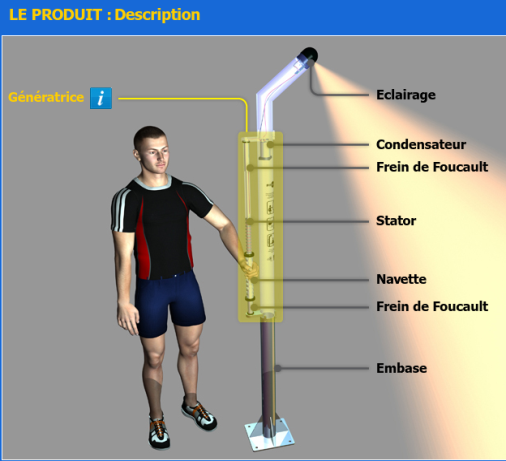 LE PRODUIT : Description
Eclairage
Génératrice i
Condensateur
Frein de Foucault
Stator
Navette
Frein de Foucault
Embase